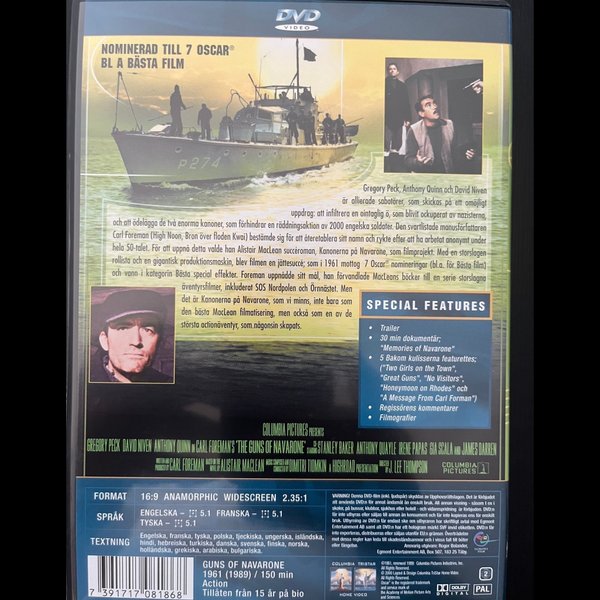 DVD
VIDEO
NOMINERAD TILL 7 OSCAR®
BL A BÄSTA FILM
P274
Gregory Peck, Anthony Quinn och David Niven
är allierade sabatörer, som skickas på ett omöjligt
uppdrag: att infiltrera en ointaglig ö, som blivit ockuperat av nazisterna,
och att ödelägga de två enorma kanoner, som förhindrar en räddningsaktion av 2000 engelska soldater. Den svartlistade manusförfattaren
Carl Foreman (High Noon, Bron över floden Kwai) bestämde sig för att återetablera sitt namn och rykte efter att ha arbetat anonymt under
hela 50-talet. För att uppnå detta valde han Alistair MacLean succéroman, Kanonerna på Navarone, som filmprojekt. Med en storslagen
rollista och en gigantisk produktionsmaskin, blev filmen en jättesuccé; som i 1961 mottog 7 Oscar® nomineringar (bl.a. för Bästa film)
och vann i kategorin Bästa special effekter. Foreman uppnådde sitt mål, han förvandlade MacLeans böcker till en serie storslagna
äventyrsfilmer, inkluderat SOS Nordpolen och Örnnästet. Men
det är Kanonerna på Navarone, som vi minns, inte bara som
den bästa MacLean filmatisering, men också som en av de
största actionäventyr, som någonsin skapats.
SPECIAL FEATURES
• Trailer
• 30 min dokumentär;
"Memories of Navarone"
• 5 Bakom kulisserna featurettes;
("Two Girls on the Town",
"Great Guns", "No Visitors",
"Honeymoon on Rhodes" och
"A Message From Carl Forman")
• Regissörens kommentarer
• Filmografier
COLUMBIA PICTURES PRESENTS
GREGORY PECK DAVID NIVEN ANTHONY QUINN IN CARL FOREMAN'S "THE GUNS OF NAVARONE" STANLEY BAKER ANTHONY QUAYLE IRENE PAPAS GIA SCALA AND JAMES DARREN
CARL FOREMAN ALISTAIR MACLEAN DIMITRI TIOMKIN A HIGHROAD PRESENTATION J. LEE THOMPSON
COLUMBIA PICTURES
FORMAT 16:9 ANAMORPHIC WIDESCREEN 2.35:1
SPRÅK ENGELSKA – 5.1 FRANSKA – 5.1
TYSKA – 5.1
TEXTNING Engelska, franska, tyska, polska, tjeckiska, ungerska, isländska,
hindi, hebreiska, turkiska, danska, svenska, finska, norska,
holländska, grekiska, arabiska, bulgariska.
GUNS OF NAVARONE
1961 (1989) / 150 min
Action
Tillåten från 15 år på bio
7 391717 081868
COLUMBIA TRISTAR
HOME VIDEO
DOLBY
DIGITAL
2
PAL